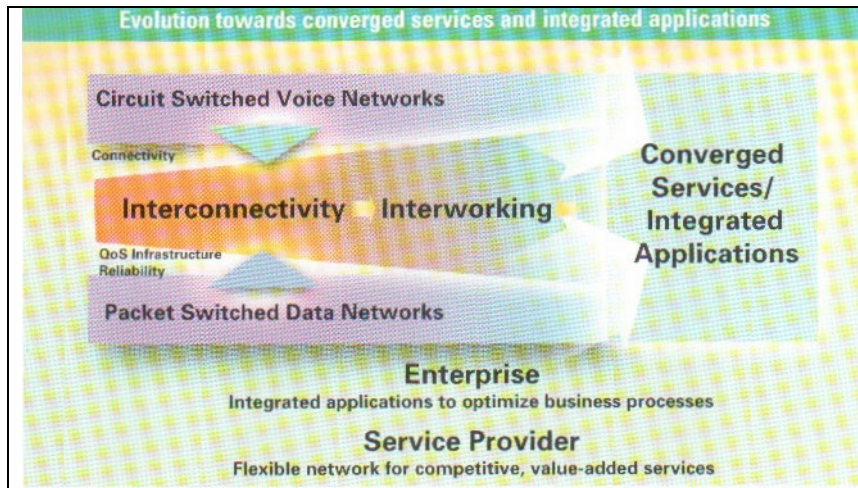 Evolution towards converged services and integrated applications
Circuit Switched Voice Networks
Connectivity
Interconnectivity
Interworking
QoS Infrastructure
Reliability
Packet Switched Data Networks
Converged
Services/
Integrated
Applications
Enterprise
Integrated applications to optimize business processes
Service Provider
Flexible network for competitive, value-added services